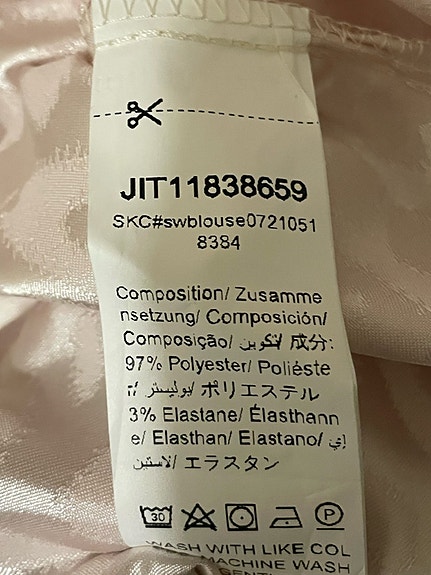 JIT11838659
SKC#swblouse0721051
8384
Composition/ Zusamme
nsetzung/ Composición/
Composição/ تكوين/ 成分:
97% Polyester/ Poliéste
r/ بوليستر/ ポリエステル
3% Elastane/ Élasthann
e/ Elasthan/ Elastano/ إي
لاستين/ エラスタン
30 P
WASH WITH LIKE COL
MACHINE WASH